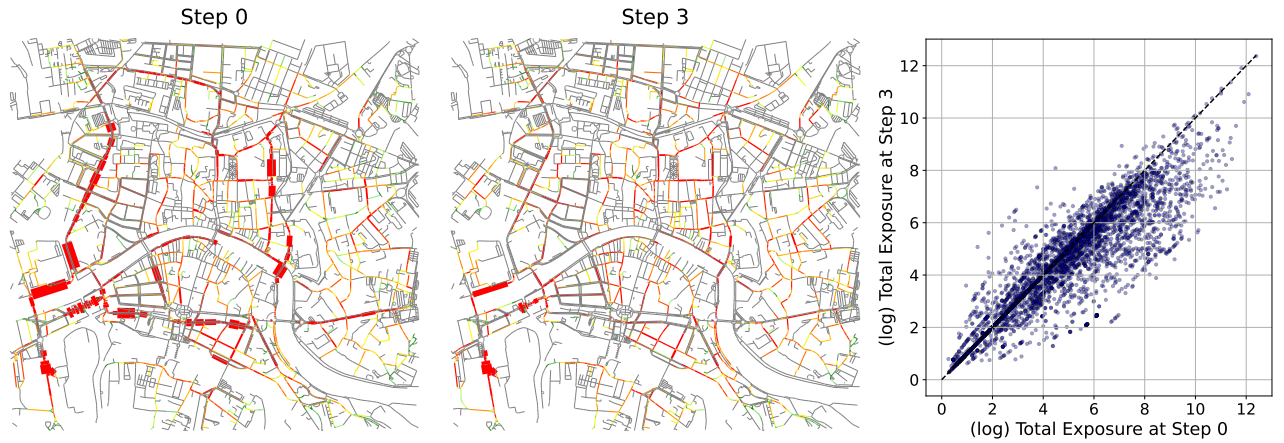 Step 0
Step 3
12
10
8
6
4
2
0
(log) Total Exposure at Step 3
0 2 4 6 8 10 12
(log) Total Exposure at Step 0